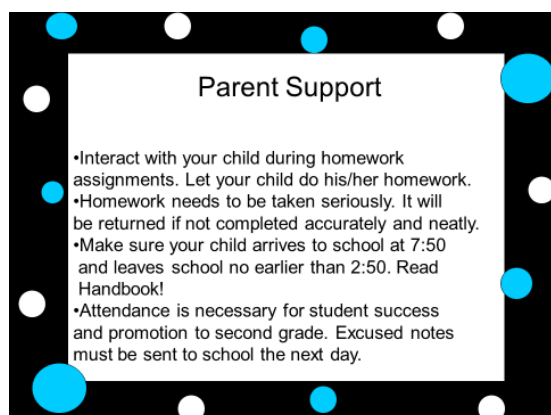 Parent Support
•Interact with your child during homework
assignments. Let your child do his/her homework.
•Homework needs to be taken seriously. It will
be returned if not completed accurately and neatly.
•Make sure your child arrives to school at 7:50
and leaves school no earlier than 2:50. Read
Handbook!
•Attendance is necessary for student success
and promotion to second grade. Excused notes
must be sent to school the next day.